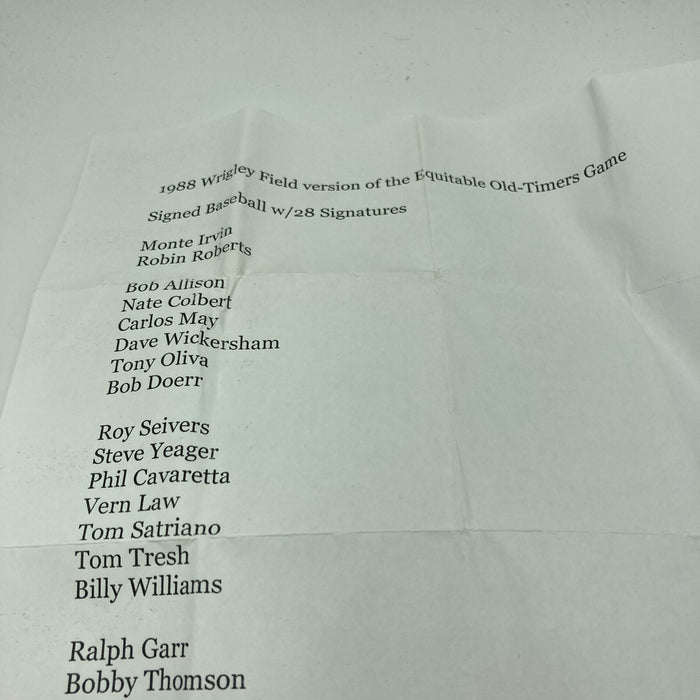 1988 Wrigley Field version of the Equitable Old-Timers Game
Signed Baseball w/28 Signatures
Monte Irvin
Robin Roberts
Bob Allison
Nate Colbert
Carlos May
Dave Wickersham
Tony Oliva
Bob Doerr
Roy Seivers
Steve Yeager
Phil Cavaretta
Vern Law
Tom Satriano
Tom Tresh
Billy Williams
Ralph Garr
Bobby Thomson